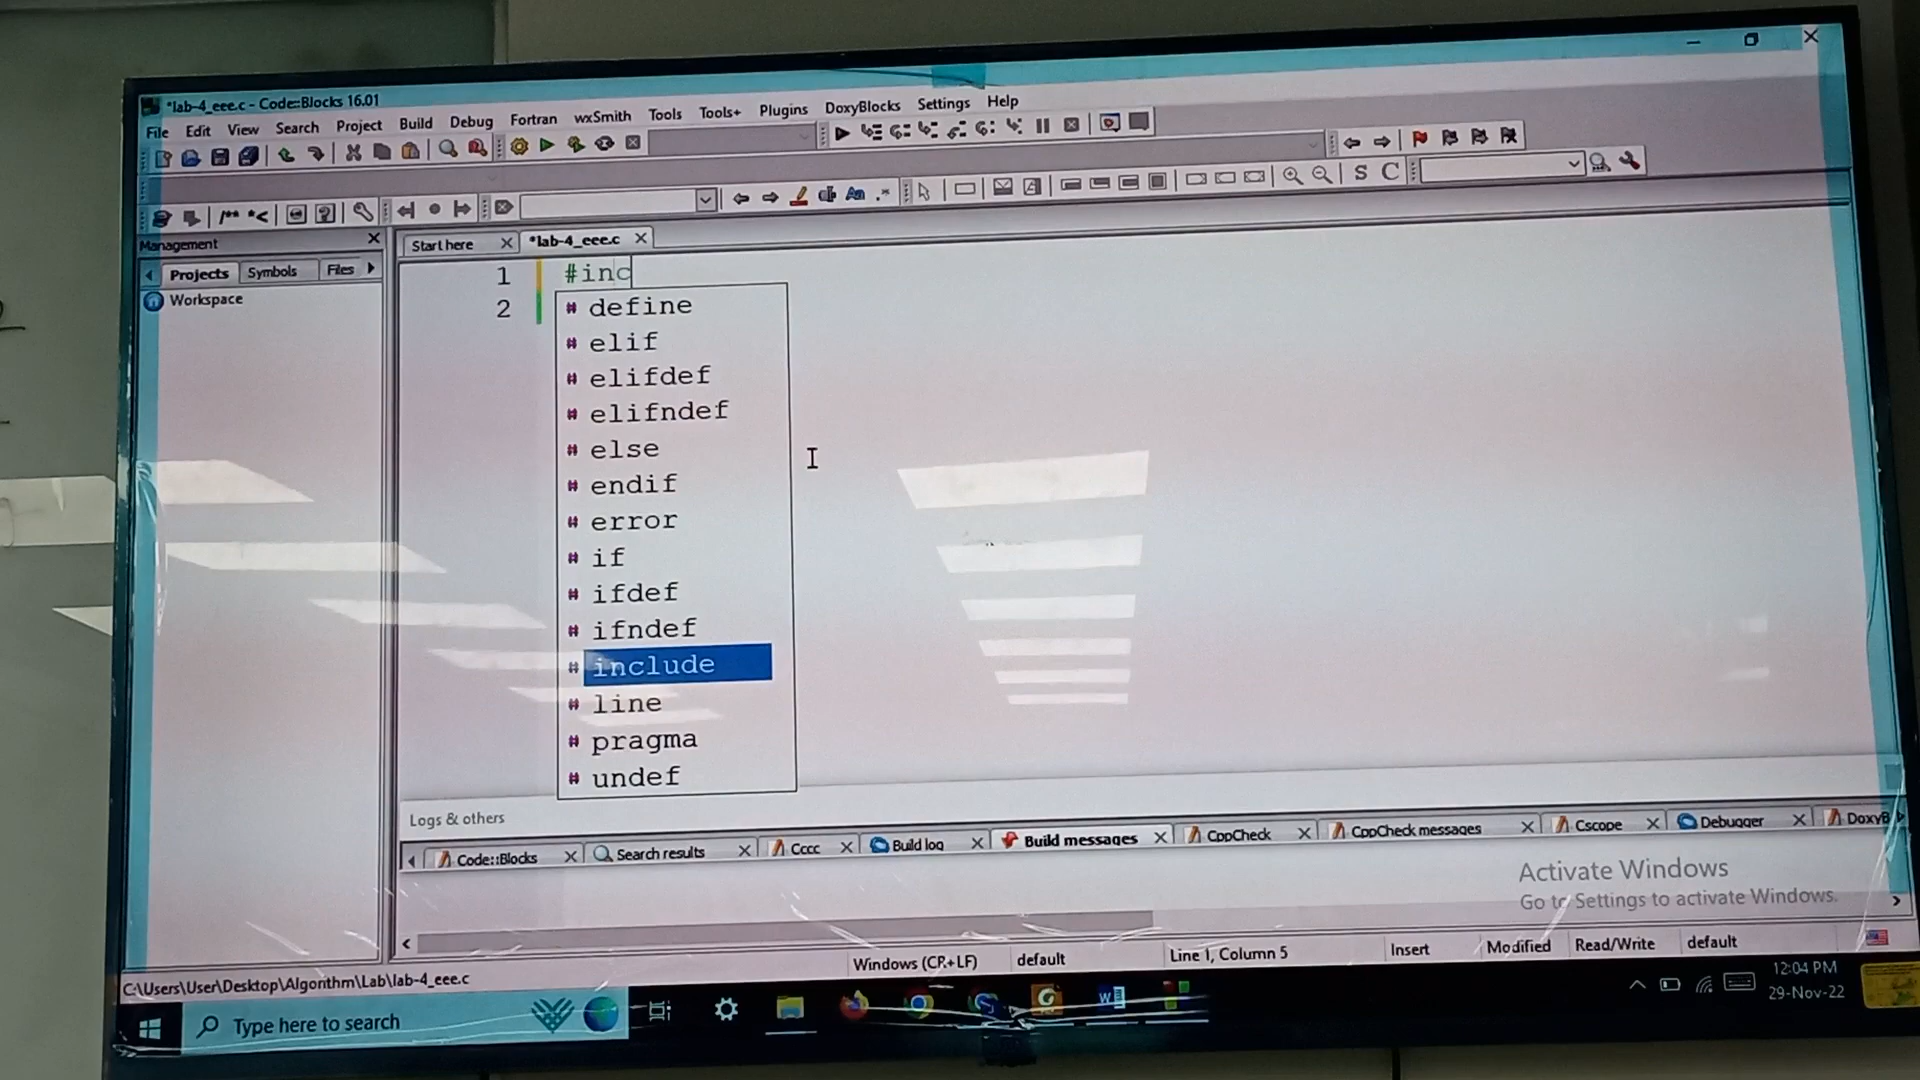 *lab-4_eee.c - Code::Blocks 16.01
File Edit View Search Project Build Debug Fortran wxSmith Tools Tools+ Plugins DoxyBlocks Settings Help
/** *< 
Aa .* S C
Management
Projects Symbols Files
Workspace
Start here *lab-4_eee.c
1 #inc
2
# define
# elif
# elifdef
# elifndef
# else
# endif
# error
# if
# ifdef
# ifndef
# include
# line
# pragma
# undef
Logs & others
Code::Blocks Search results Cccc Build log Build messages CppCheck CppCheck messages Cscope Debugger DoxyB
Activate Windows
Go to Settings to activate Windows.
C:\Users\User\Desktop\Algorithm\Lab\lab-4_eee.c Windows (CR+LF) default Line 1, Column 5 Insert Modified Read/Write default
Type here to search
12:04 PM
29-Nov-22